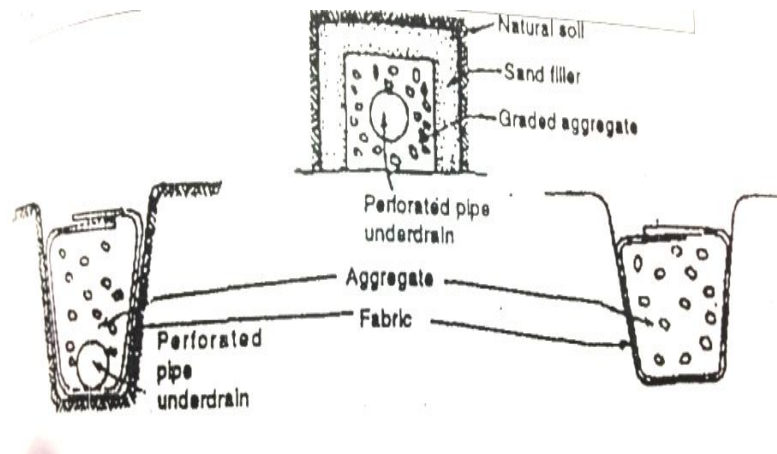 Natural soil
Sand filler
Graded aggregate
Perforated pipe
underdrain
Aggregate
Fabric
Perforated
pipe
underdrain